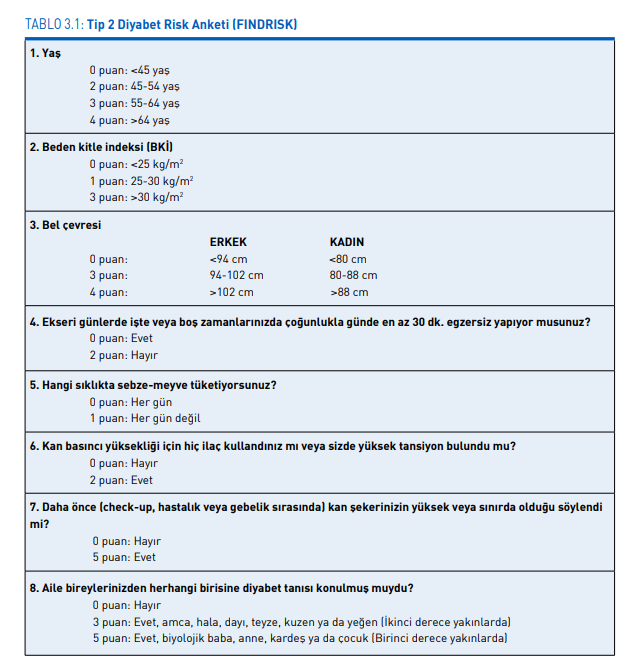 TABLO 3.1: Tip 2 Diyabet Risk Anketi (FINDRISK)
1. Yaş
0 puan: <45 yaş
2 puan: 45-54 yaş
3 puan: 55-64 yaş
4 puan: >64 yaş
2. Beden kitle indeksi (BKİ)
0 puan: <25 kg/m²
1 puan: 25-30 kg/m²
3 puan: >30 kg/m²
3. Bel çevresi
ERKEK KADIN
0 puan: <94 cm <80 cm
3 puan: 94-102 cm 80-88 cm
4 puan: >102 cm >88 cm
4. Ekseri günlerde işte veya boş zamanlarınızda çoğunlukla günde en az 30 dk. egzersiz yapıyor musunuz?
0 puan: Evet
2 puan: Hayır
5. Hangi sıklıkta sebze-meyve tüketiyorsunuz?
0 puan: Her gün
1 puan: Her gün değil
6. Kan basıncı yüksekliği için hiç ilaç kullandınız mı veya sizde yüksek tansiyon bulundu mu?
0 puan: Hayır
2 puan: Evet
7. Daha önce (check-up, hastalık veya gebelik sırasında) kan şekerinizin yüksek veya sınırda olduğu söylendi
mi?
0 puan: Hayır
5 puan: Evet
8. Aile bireylerinizden herhangi birisine diyabet tanısı konulmuş muydu?
0 puan: Hayır
3 puan: Evet, amca, hala, dayı, teyze, kuzen ya da yeğen (İkinci derece yakınlarda)
5 puan: Evet, biyolojik baba, anne, kardeş ya da çocuk (Birinci derece yakınlarda)